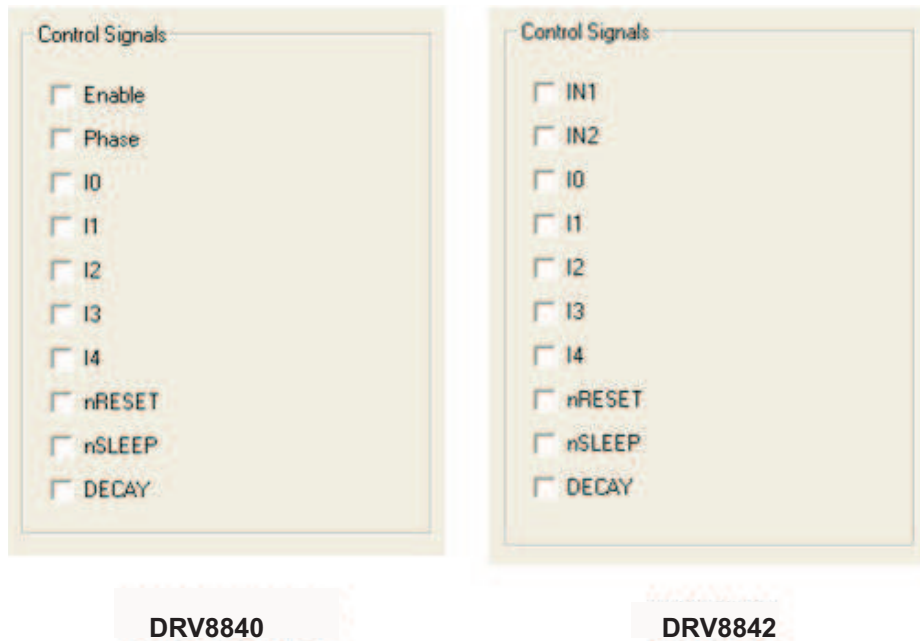 Control Signals
Enable
Phase
I0
I1
I2
I3
I4
nRESET
nSLEEP
DECAY
DRV8840
Control Signals
IN1
IN2
I0
I1
I2
I3
I4
nRESET
nSLEEP
DECAY
DRV8842